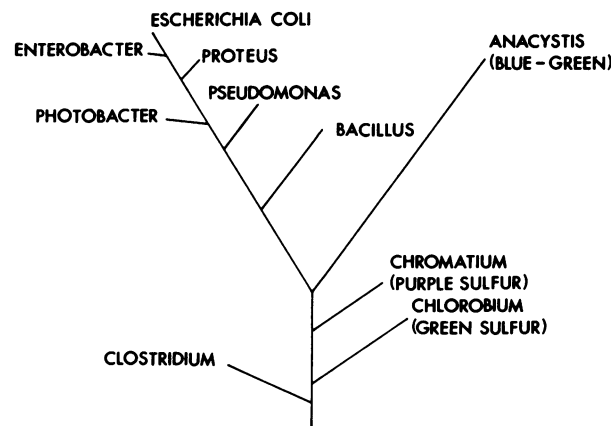 ESCHERICHIA COLI
ENTEROBACTER
PROTEUS
PSEUDOMONAS
PHOTOBACTER
BACILLUS
ANACYSTIS
(BLUE-GREEN)
CHROMATIUM
(PURPLE SULFUR)
CHLOROBIUM
(GREEN SULFUR)
CLOSTRIDIUM